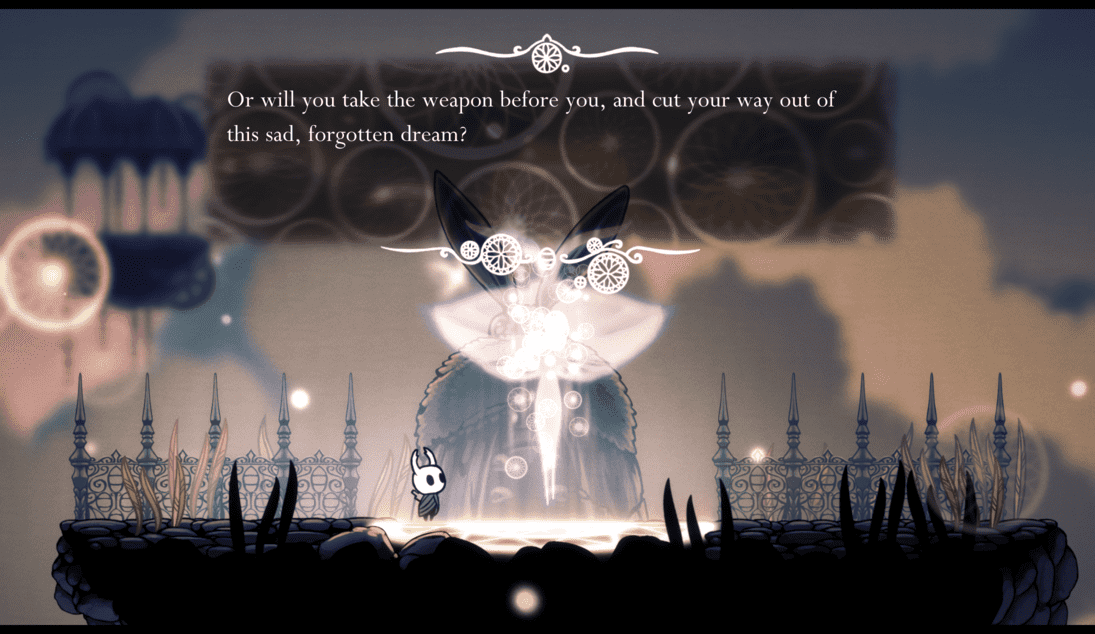 Or will you take the weapon before you, and cut your way out of
this sad, forgotten dream?